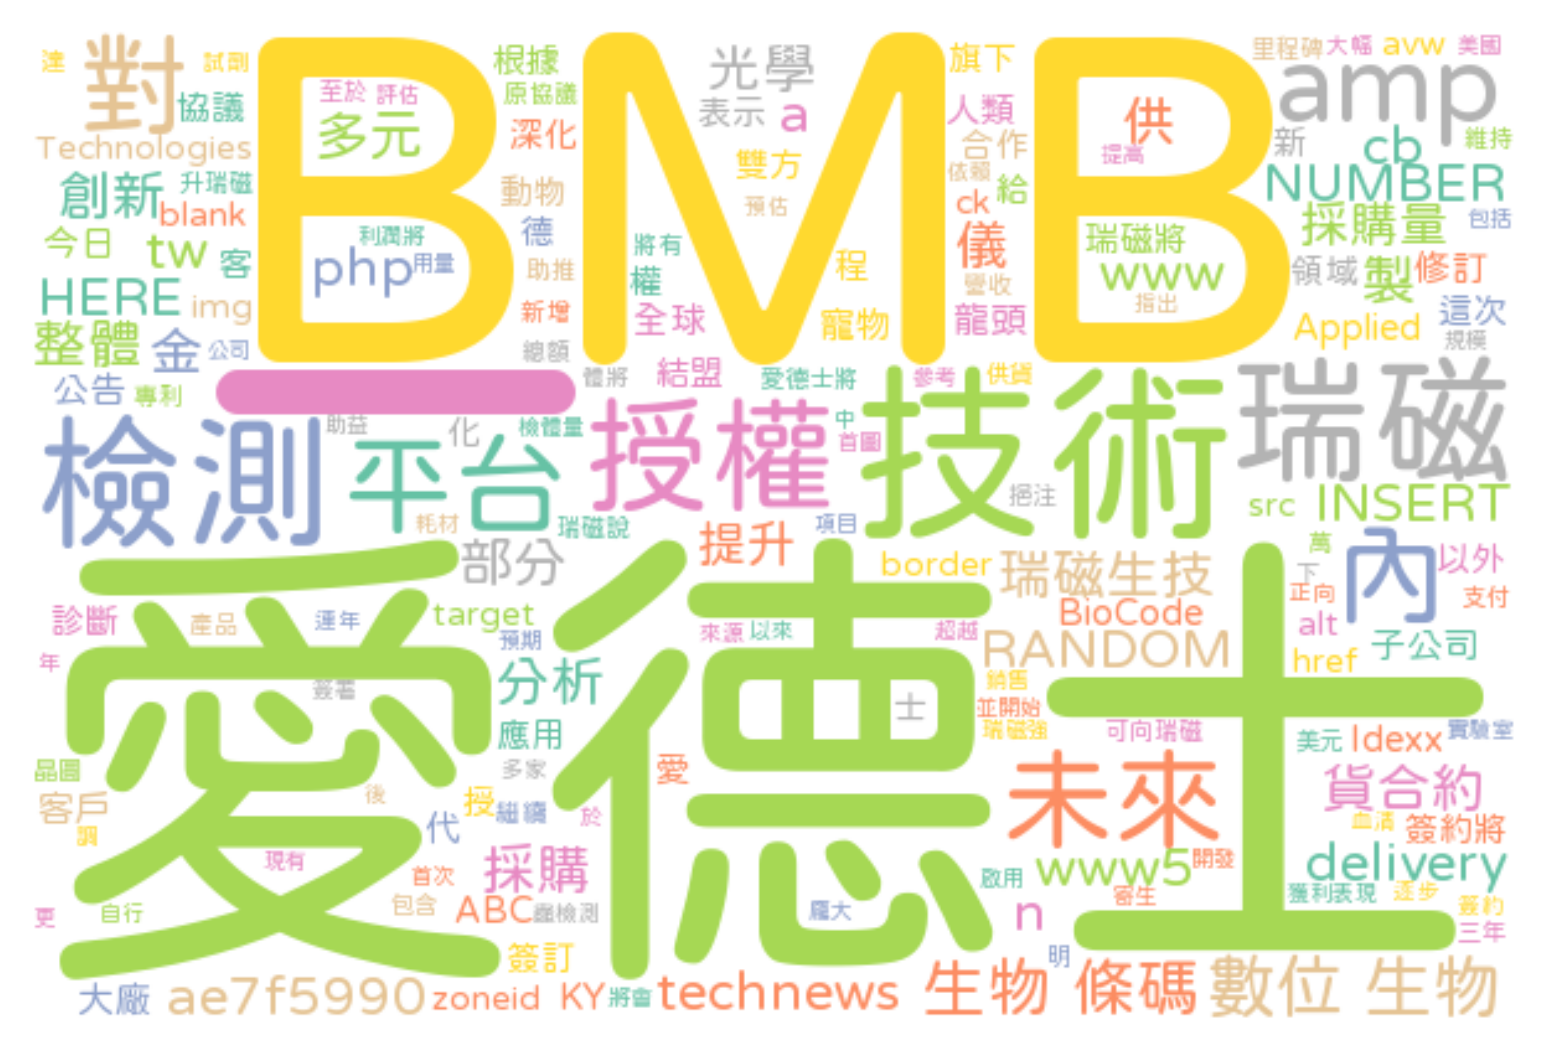 達 對 試劑 協議 BMB 根據 原協議 光學 表示 a 旗下 人類 里程碑 大幅 avw 美國
至於 評估 多元 深化 雙方 合作 供 提高 amp 新 cb 維持
Technologies 創新 升瑞磁 blank 動物 預估 依賴 ck 給 NUMBER 採購量 包括
今日 tw 客 利潤將 php 用量 德 助推 將有 權 程 儀 營收 瑞磁將 www 指出 領域 製 修訂
HERE img 新增 全球 寵物 龍頭 Applied 這次
整體 金 公司 總額 規模
公告 專利 體將 結盟 愛德士將 參考 供貨
檢測 助益 平台 化 檢體量 授權 中 首圖 技術 瑞磁
耗材 瑞磁說 提升 項目 挹注 src INSERT
部分 border 瑞磁生技 萬 下 內 以外
愛德士
診斷 產品 連年 target 預期 來源 以來 超越 BioCode 正向 支付 alt
年 簽署 分析 RANDOM href 子公司
應用 士 銷售 並開始 瑞磁強 可向瑞磁 美元 Idexx 實驗室
晶圓 多家 愛 未來 貨合約
客戶 後 授 繼續 於 代 血清 簽約將
調 現有 首次 採購 啟用 www5 開發 delivery
更 自行 包含 ABC 蟲檢測 龐大 n 寄生 獲利表現 逐步 簽約 三年
簽訂 明
大廠 ae7f5990 zoneid KY 將會 technews 生物 條碼 數位 生物